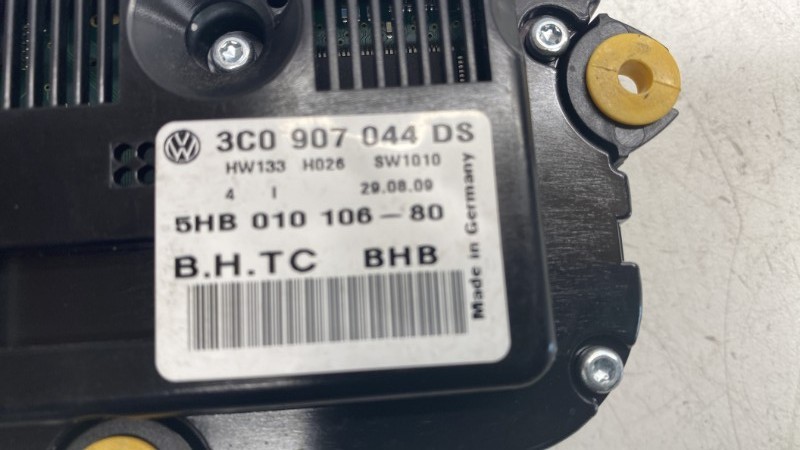 3C0 907 044 DS
HW133 H026 SW1010
4 I 29.08.09
5HB 010 106-80
B.H.TC BHB
Made in Germany